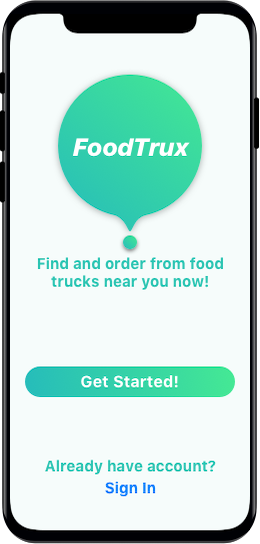 FoodTrux
Find and order from food
trucks near you now!
Get Started!
Already have account?
Sign In